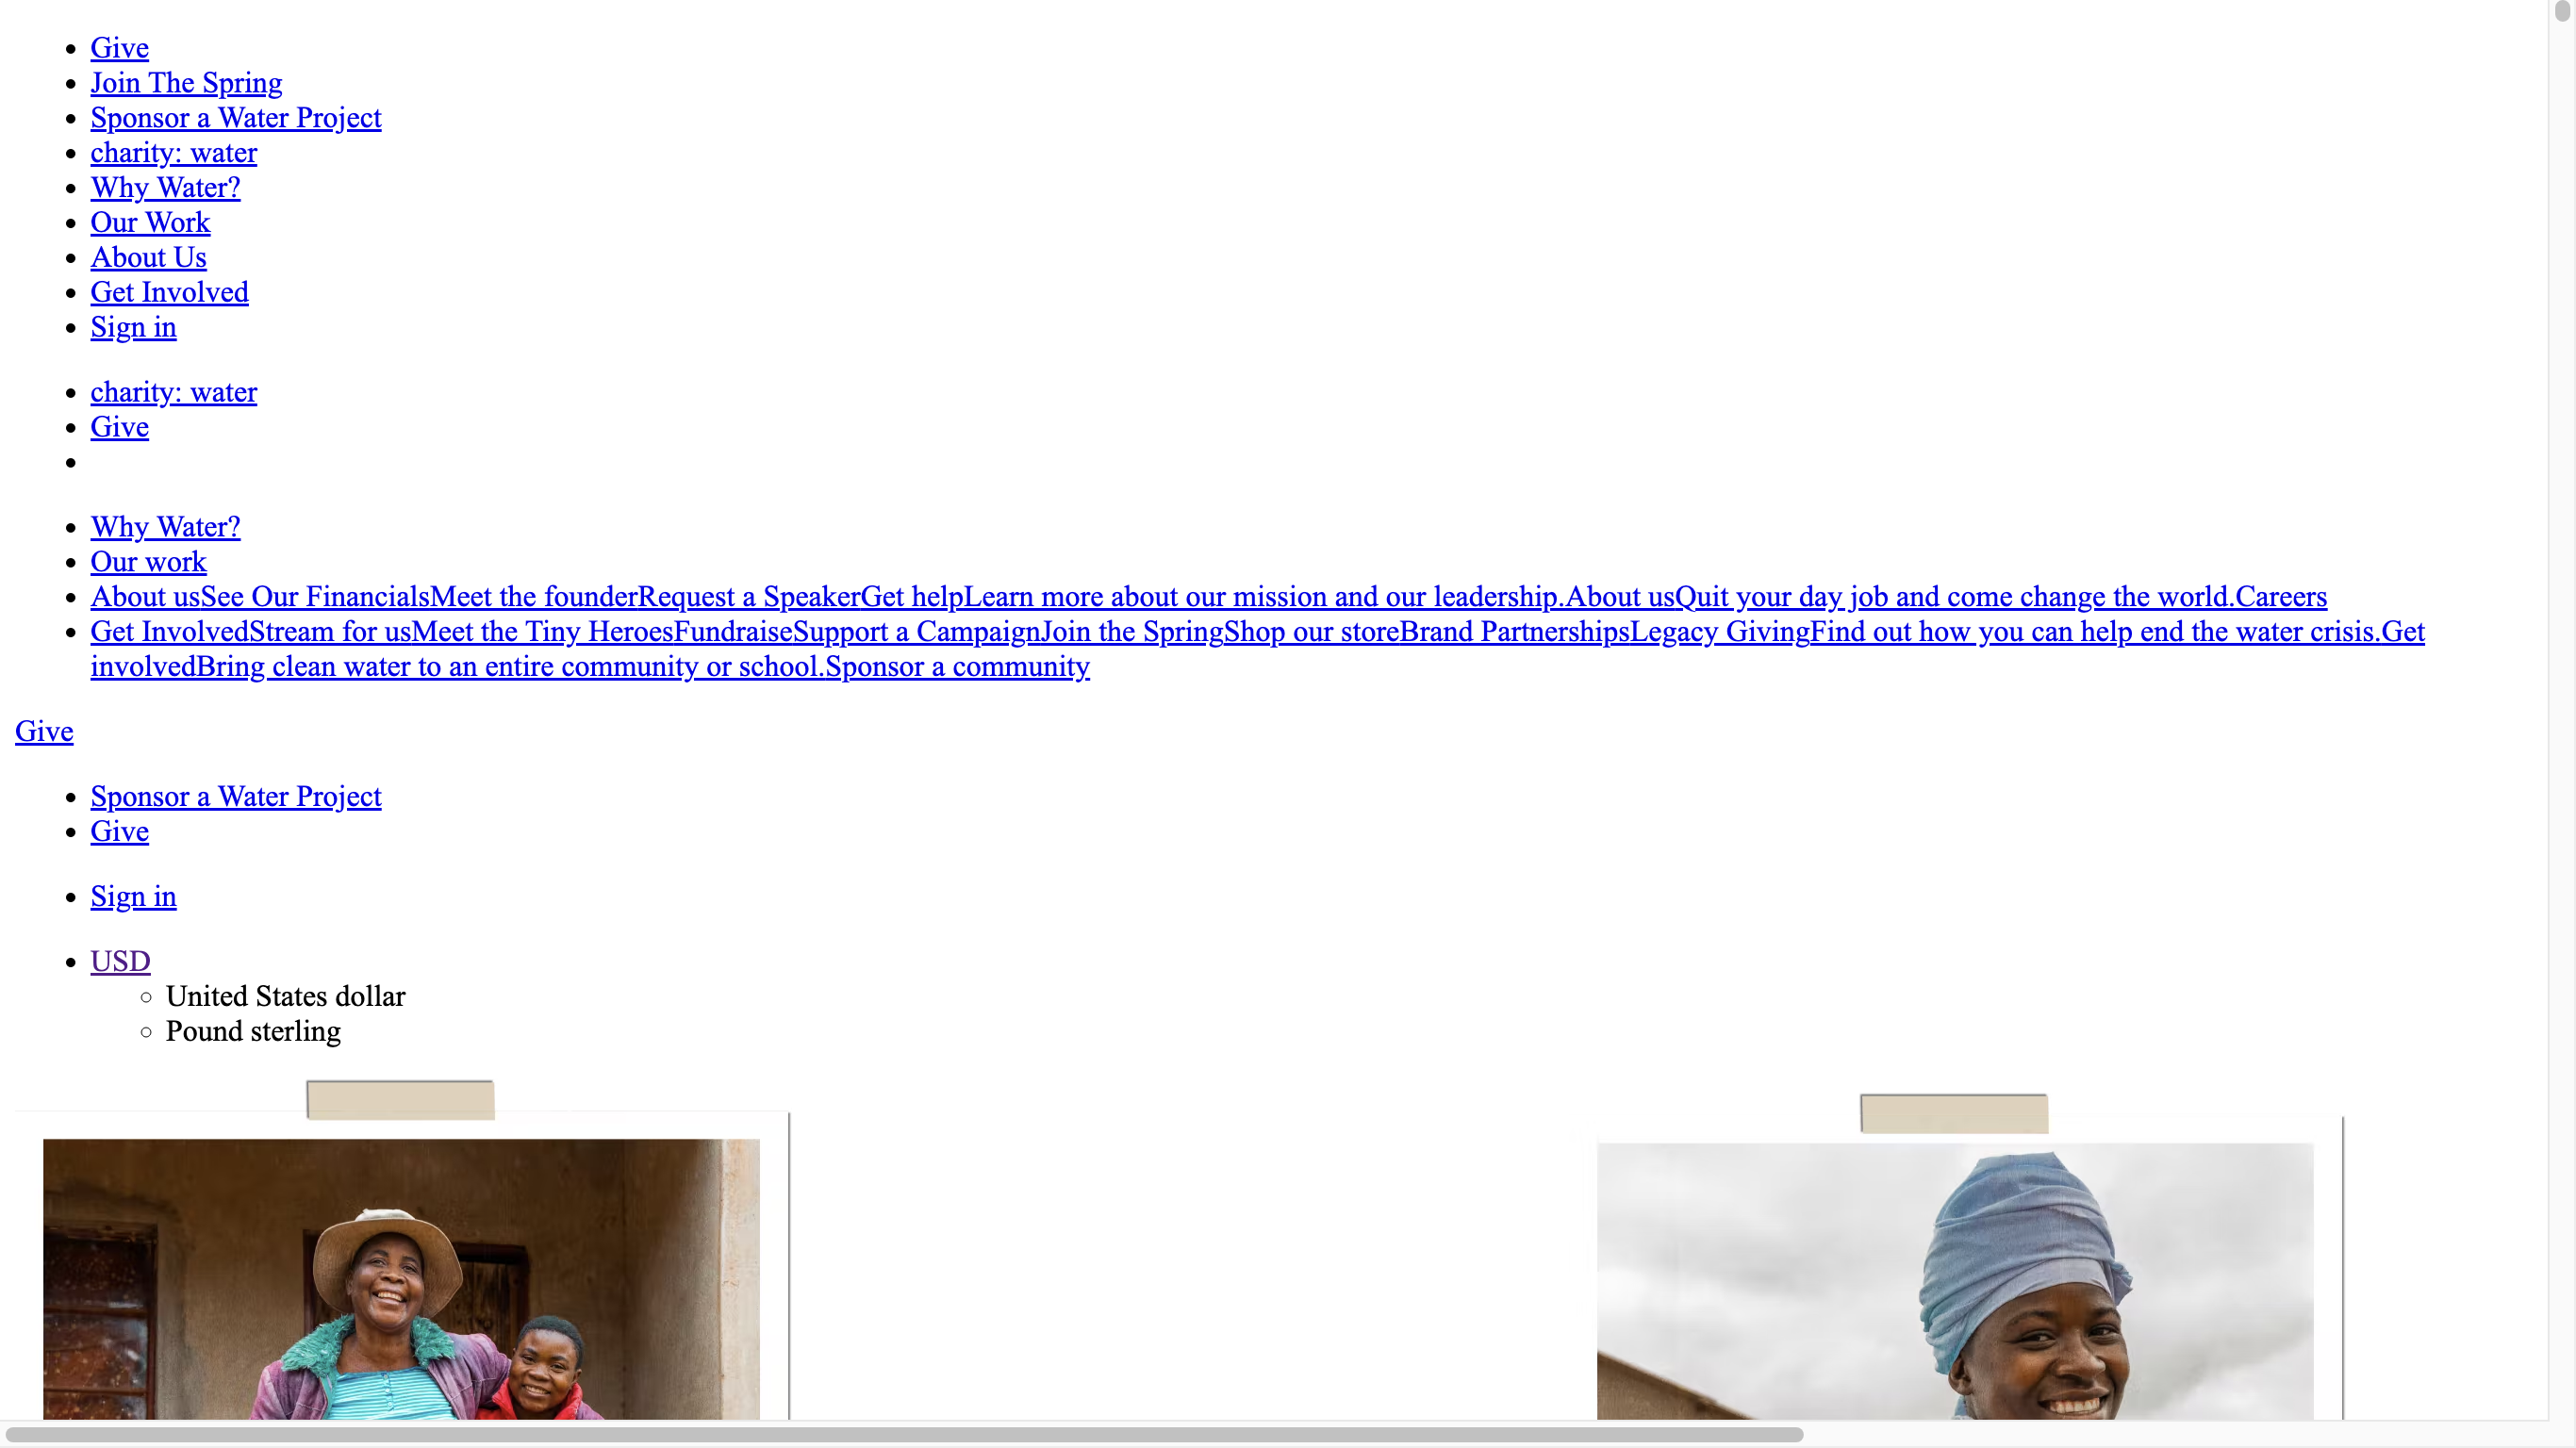 Give
Join The Spring
Sponsor a Water Project
charity: water
Why Water?
Our Work
About Us
Get Involved
Sign in
charity: water
Give
Why Water?
Our work
About usSee Our FinancialsMeet the founderRequest a SpeakerGet helpLearn more about our mission and our leadership.About usQuit your day job and come change the world.Careers
Get InvolvedStream for usMeet the Tiny HeroesFundraiseSupport a CampaignJoin the SpringShop our storeBrand PartnershipsLegacy GivingFind out how you can help end the water crisis.Get
involvedBring clean water to an entire community or school.Sponsor a community
Give
Sponsor a Water Project
Give
Sign in
USD
United States dollar
Pound sterling